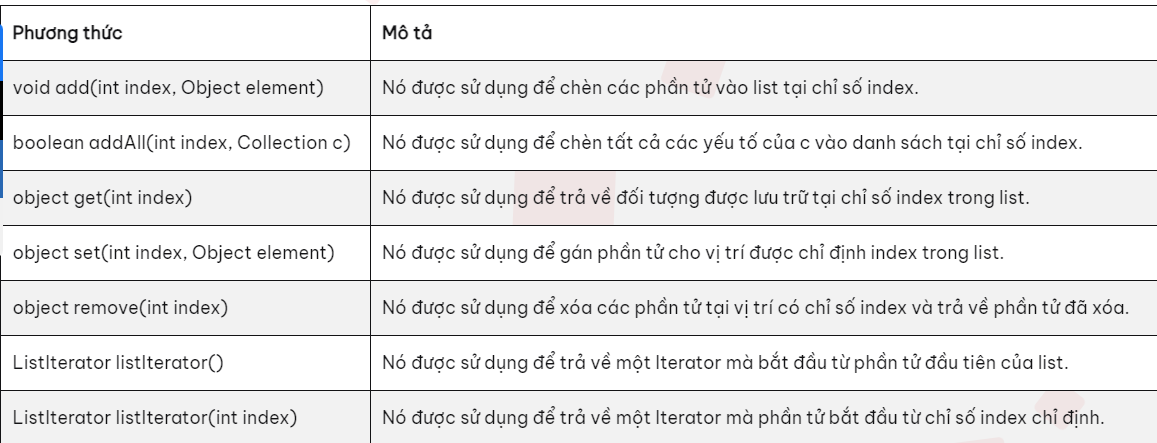 Phương thức Mô tả
void add(int index, Object element) Nó được sử dụng để chèn các phần tử vào list tại chỉ số index.
boolean addAll(int index, Collection c) Nó được sử dụng để chèn tất cả các yếu tố của c vào danh sách tại chỉ số index.
object get(int index) Nó được sử dụng để trả về đối tượng được lưu trữ tại chỉ số index trong list.
object set(int index, Object element) Nó được sử dụng để gán phần tử cho vị trí được chỉ định index trong list.
object remove(int index) Nó được sử dụng để xóa các phần tử tại vị trí có chỉ số index và trả về phần tử đã xóa.
ListIterator listIterator() Nó được sử dụng để trả về một Iterator mà bắt đầu từ phần tử đầu tiên của list.
ListIterator listIterator(int index) Nó được sử dụng để trả về một Iterator mà phần tử bắt đầu từ chỉ số index chỉ định.